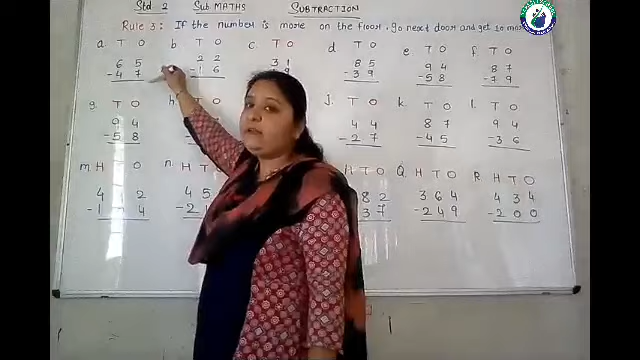 Std 2 Sub MATHS SUBTRACTION
Rule 3: If the number is more on the floor, go next door and get 10 more
a T O b T O c T O d T O e T O f T O
6 5 2 2 3 1 8 5 9 4 8 7
- 4 7 - 1 6 9 - 3 9 - 5 8 - 7 9
g. T O h. T O j. T O k. T O l. T O
9 4 4 4 8 7 9 4
- 5 8 - 2 7 - 4 5 - 3 6
m H O n. H T O H T O Q. H T O R. H T O
4 2 4 5 8 2 3 6 4 4 3 4
- 1 4 - 2 3 7 - 2 4 9 - 2 0 0